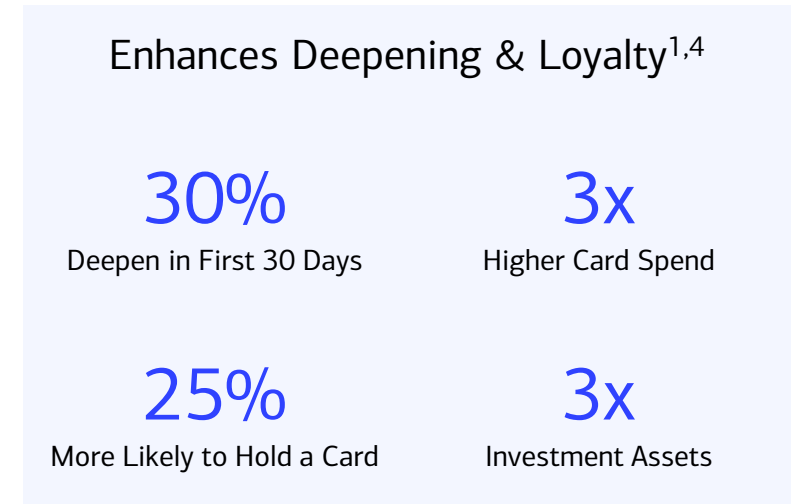 Enhances Deepening & Loyalty1,4
30%
Deepen in First 30 Days
3x
Higher Card Spend
25%
More Likely to Hold a Card
3x
Investment Assets